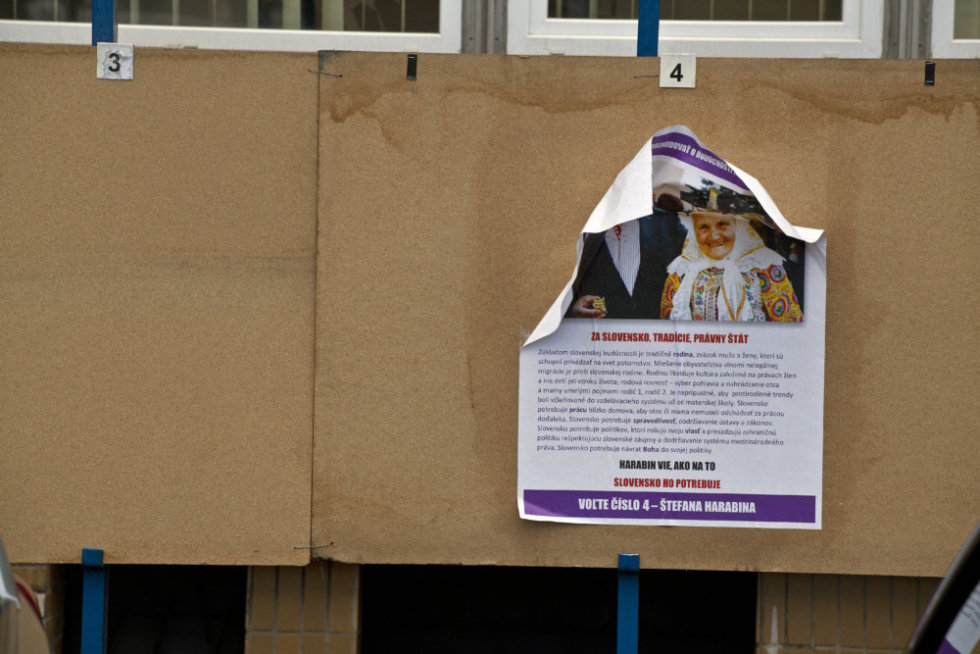 3
4
ROZHODOVAŤ O BUDÚCNOSTI
ZA SLOVENSKO, TRADÍCIE, PRÁVNY ŠTÁT
Základom slovenskej budúcnosti je tradičná rodina, zväzok muža a ženy, ktorí sú
schopní privádzať na svet potomstvo. Miešanie obyvateľstva vlnami nelegálnej
migrácie je proti slovenskej rodine. Rodinu likviduje kultúra založená na právach žien
a nie detí pri vzniku života; rodová rovnosť – výber pohlavia a nahrádzanie otca
a mamy umelými pojmami rodič 1, rodič 2. Je neprípustné, aby protirodinné trendy
boli včleňované do vzdelávacieho systému už od materskej školy. Slovensko
potrebuje prácu blízko domova, aby otec či mama nemuseli odchádzať za prácou
ďodaleka. Slovensko potrebuje spravodlivosť, dodržiavanie ústavy a zákonov.
Slovensko potrebuje politikov, ktorí milujú svoju vlasť a presadzujú zahraničnú
politiku rešpektujúcu slovenské záujmy a dodržiavanie systému medzinárodného
práva. Slovensko potrebuje návrat Boha do svojej politiky
HARABIN VIE, AKO NA TO
SLOVENSKO HO POTREBUJE
VOĽTE ČÍSLO 4 – ŠTEFANA HARABINA